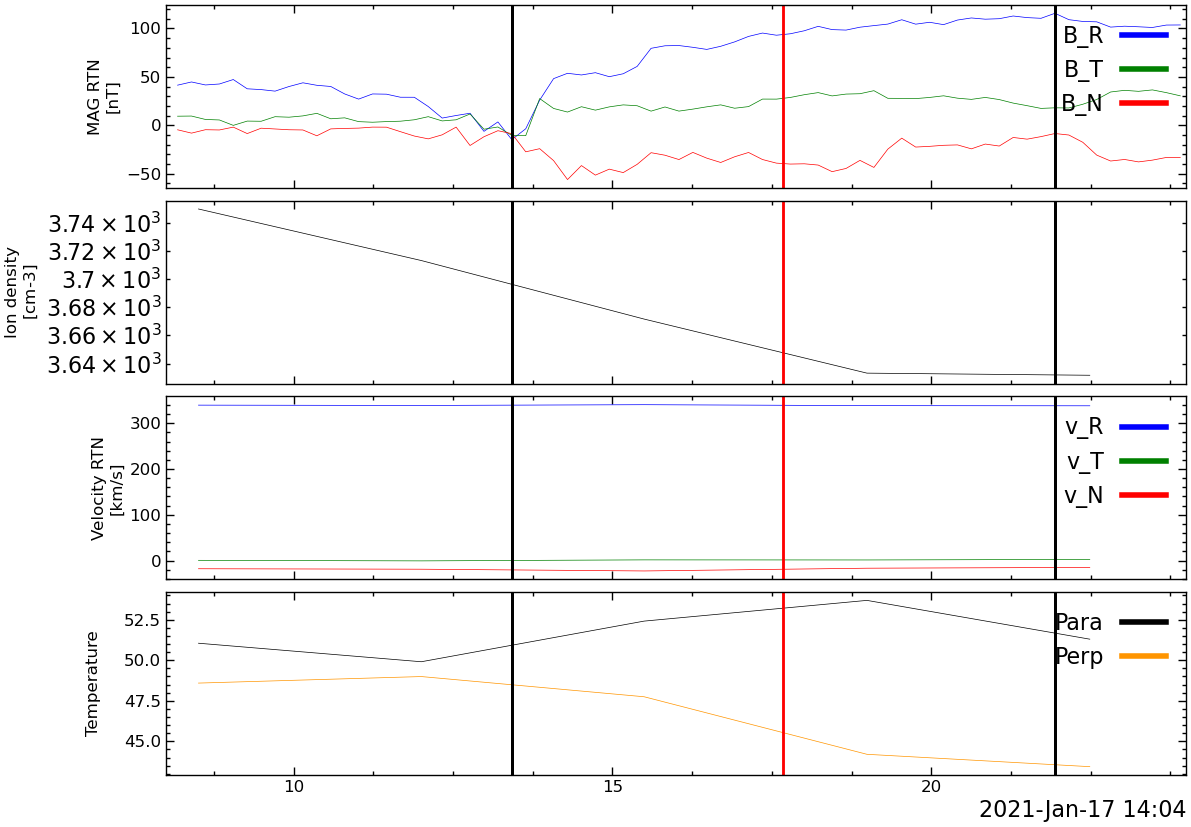 100
50
0
−50
MAG RTN
[nT]
B_R
B_T
B_N
3.74 × 10³
3.72 × 10³
3.7 × 10³
3.68 × 10³
3.66 × 10³
3.64 × 10³
Ion density
[cm-3]
300
200
100
0
Velocity RTN
[km/s]
v_R
v_T
v_N
52.5
50.0
47.5
45.0
Temperature
Para
Perp
10
15
20
2021-Jan-17 14:04